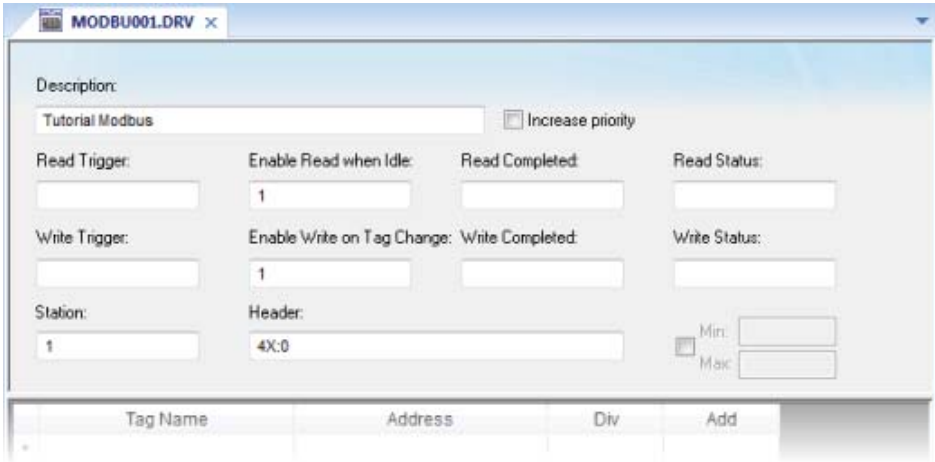 MODBU001.DRV
Description:
Tutorial Modbus Increase priority
Read Trigger: Enable Read when Idle: Read Completed: Read Status:
1
Write Trigger: Enable Write on Tag Change: Write Completed: Write Status:
1
Station: Header:
1 4X:0 Min:
Max:
Tag Name Address Div Add